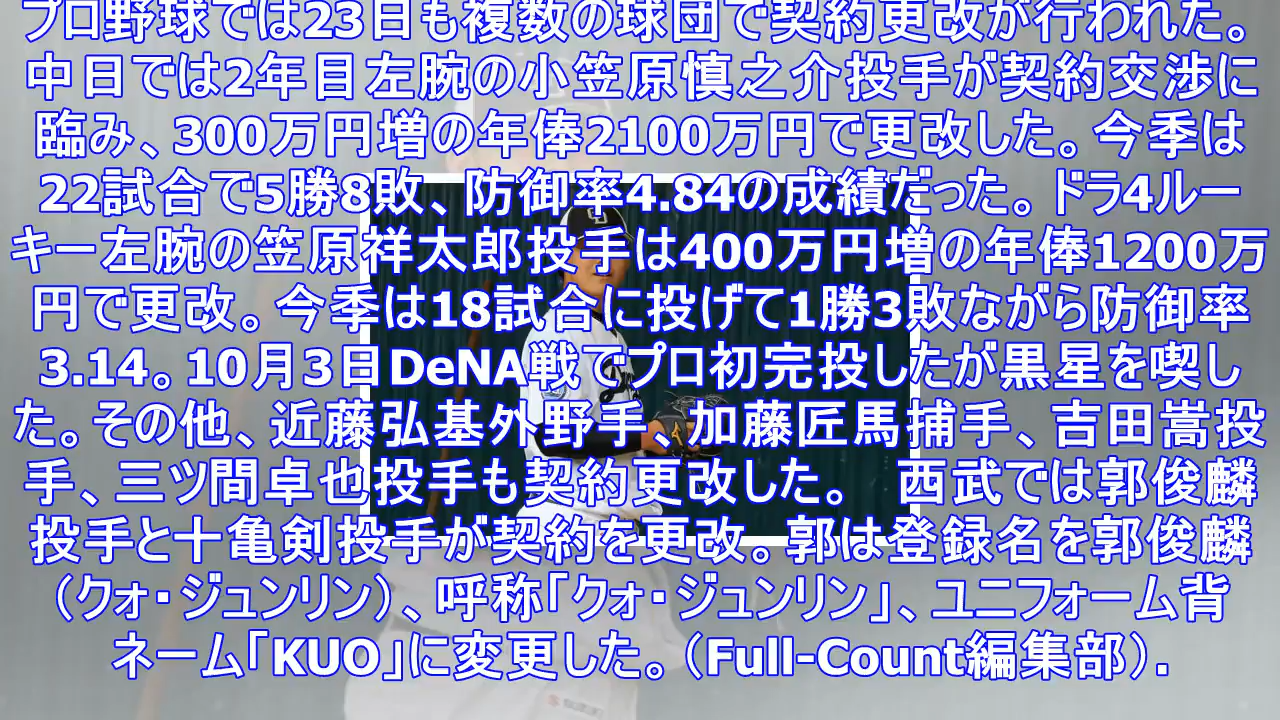 プロ野球では23日も複数の球団で契約更改が行われた。
中日では2年目左腕の小笠原慎之介投手が契約交渉に
臨み、300万円増の年俸2100万円で更改した。今季は
22試合で5勝8敗、防御率4.84の成績だった。ドラ4ルー
キー左腕の笠原祥太郎投手は400万円増の年俸1200万
円で更改。今季は18試合に投げて1勝3敗ながら防御率
3.14。10月3日DeNA戦でプロ初完投したが黒星を喫し
た。その他、近藤弘基外野手、加藤匠馬捕手、吉田嵩投
手、三ツ間卓也投手も契約更改した。 西武では郭俊麟
投手と十亀剣投手が契約を更改。郭は登録名を郭俊麟
（クォ・ジュンリン）、呼称「クォ・ジュンリン」、ユニフォーム背
ネーム「KUO」に変更した。（Full-Count編集部）.